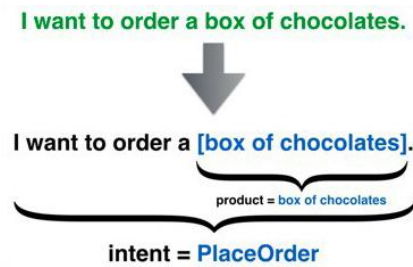 I want to order a box of chocolates.
I want to order a [box of chocolates].
product = box of chocolates
intent = PlaceOrder